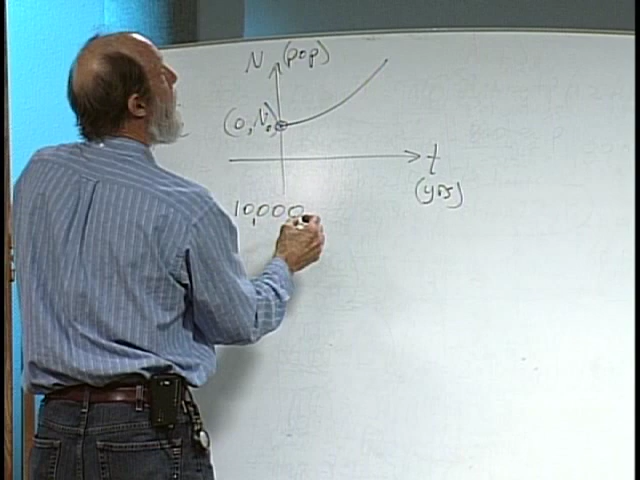 N (pop)
(0, N₀)
t
(yrs)
10,000